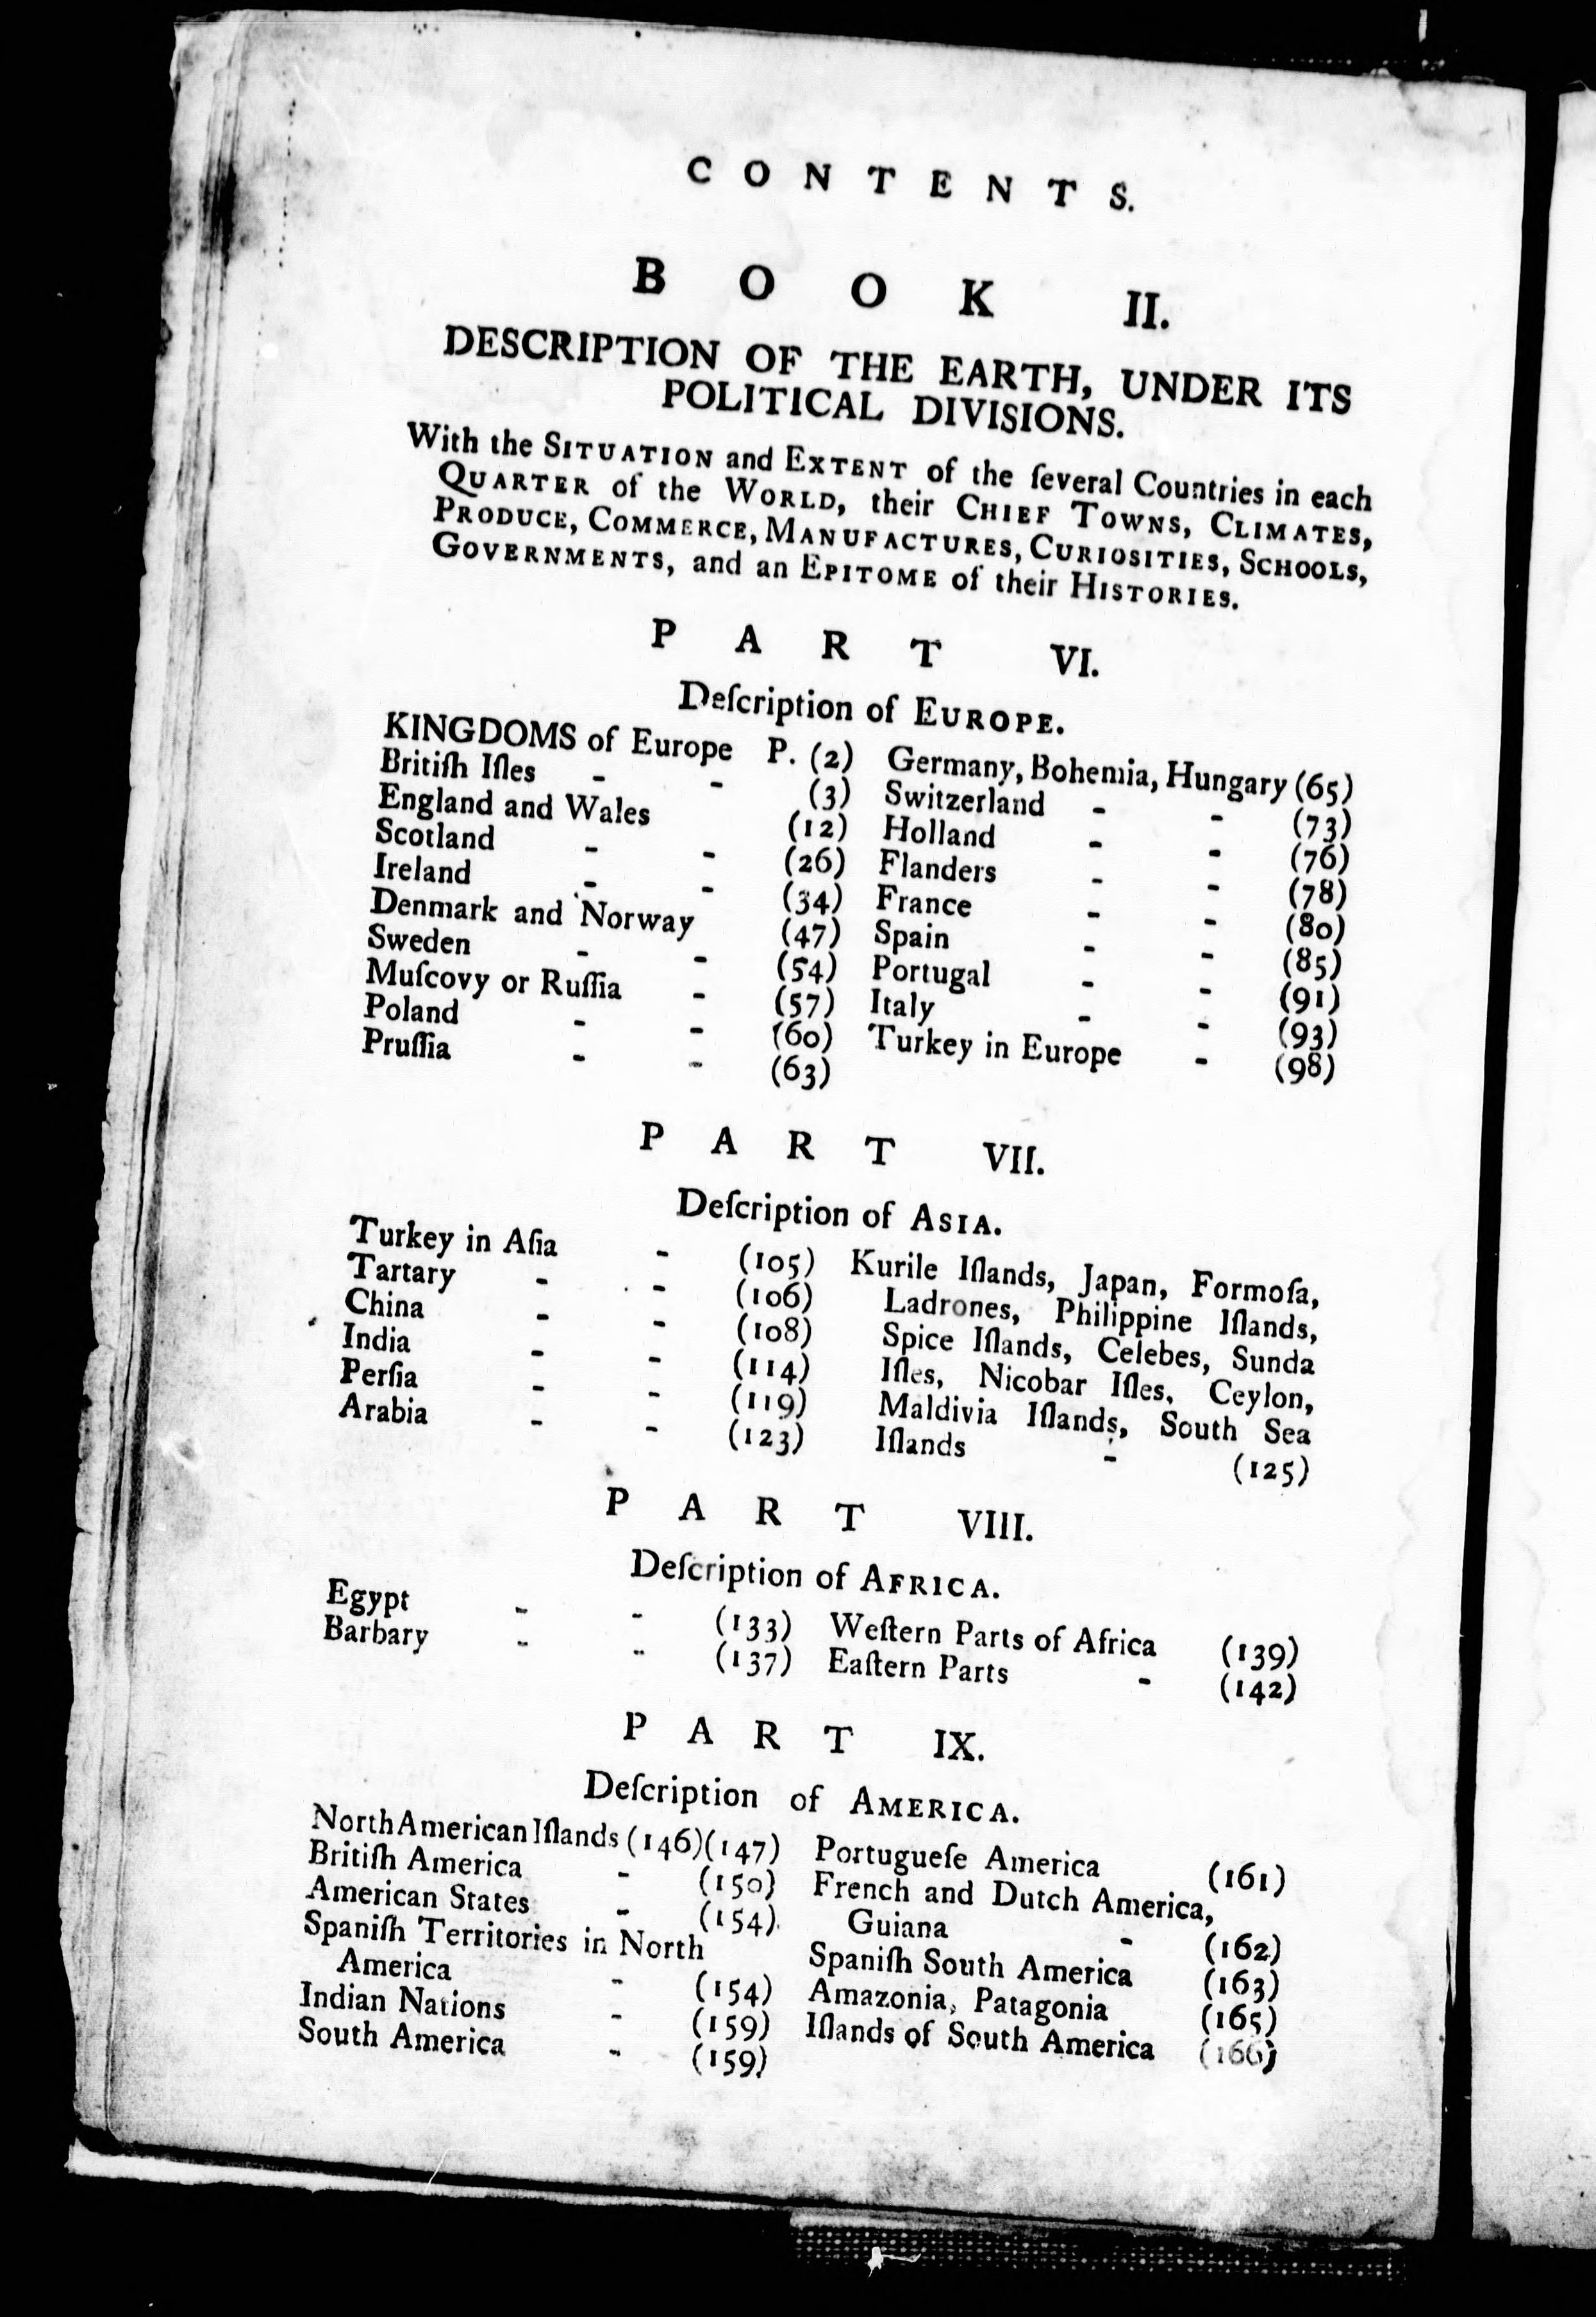 CONTENTS.
BOOK II.
DESCRIPTION OF THE EARTH, UNDER ITS
POLITICAL DIVISIONS.
With the SITUATION and EXTENT of the ſeveral Countries in each
QUARTER of the WORLD, their CHIEF TOWNS, CLIMATES,
PRODUCE, COMMERCE, MANUFACTURES, CURIOSITIES, SCHOOLS,
GOVERNMENTS, and an EPITOME of their HISTORIES.
PART VI.
Deſcription of EUROPE.
KINGDOMS of Europe P. (2)
Britiſh Iſles - - (3)
England and Wales (12)
Scotland - - (26)
Ireland - - (34)
Denmark and Norway (47)
Sweden - - (54)
Muſcovy or Ruſſia - (57)
Poland - - (60)
Pruſſia - - (63)
Germany, Bohemia, Hungary (65)
Switzerland - - (73)
Holland - - (76)
Flanders - - (78)
France - - (80)
Spain - - (85)
Portugal - - (91)
Italy - - (93)
Turkey in Europe - (98)
PART VII.
Deſcription of ASIA.
Turkey in Aſia - (105)
Tartary - - (106)
China - - (108)
India - - (114)
Perſia - - (119)
Arabia - - (123)
Kurile Iſlands, Japan, Formoſa,
Ladrones, Philippine Iſlands,
Spice Iſlands, Celebes, Sunda
Iſles, Nicobar Iſles, Ceylon,
Maldivia Iſlands, South Sea
Iſlands - (125)
PART VIII.
Deſcription of AFRICA.
Egypt - - (133)
Barbary - - (137)
Weſtern Parts of Africa (139)
Eaſtern Parts - (142)
PART IX.
Deſcription of AMERICA.
North American Iſlands (146)(147)
Britiſh America - (150)
American States - (154)
Spaniſh Territories in North
America - (154)
Indian Nations - (159)
South America - (159)
Portugueſe America (161)
French and Dutch America,
Guiana - (162)
Spaniſh South America (163)
Amazonia, Patagonia (165)
Iſlands of South America (166)